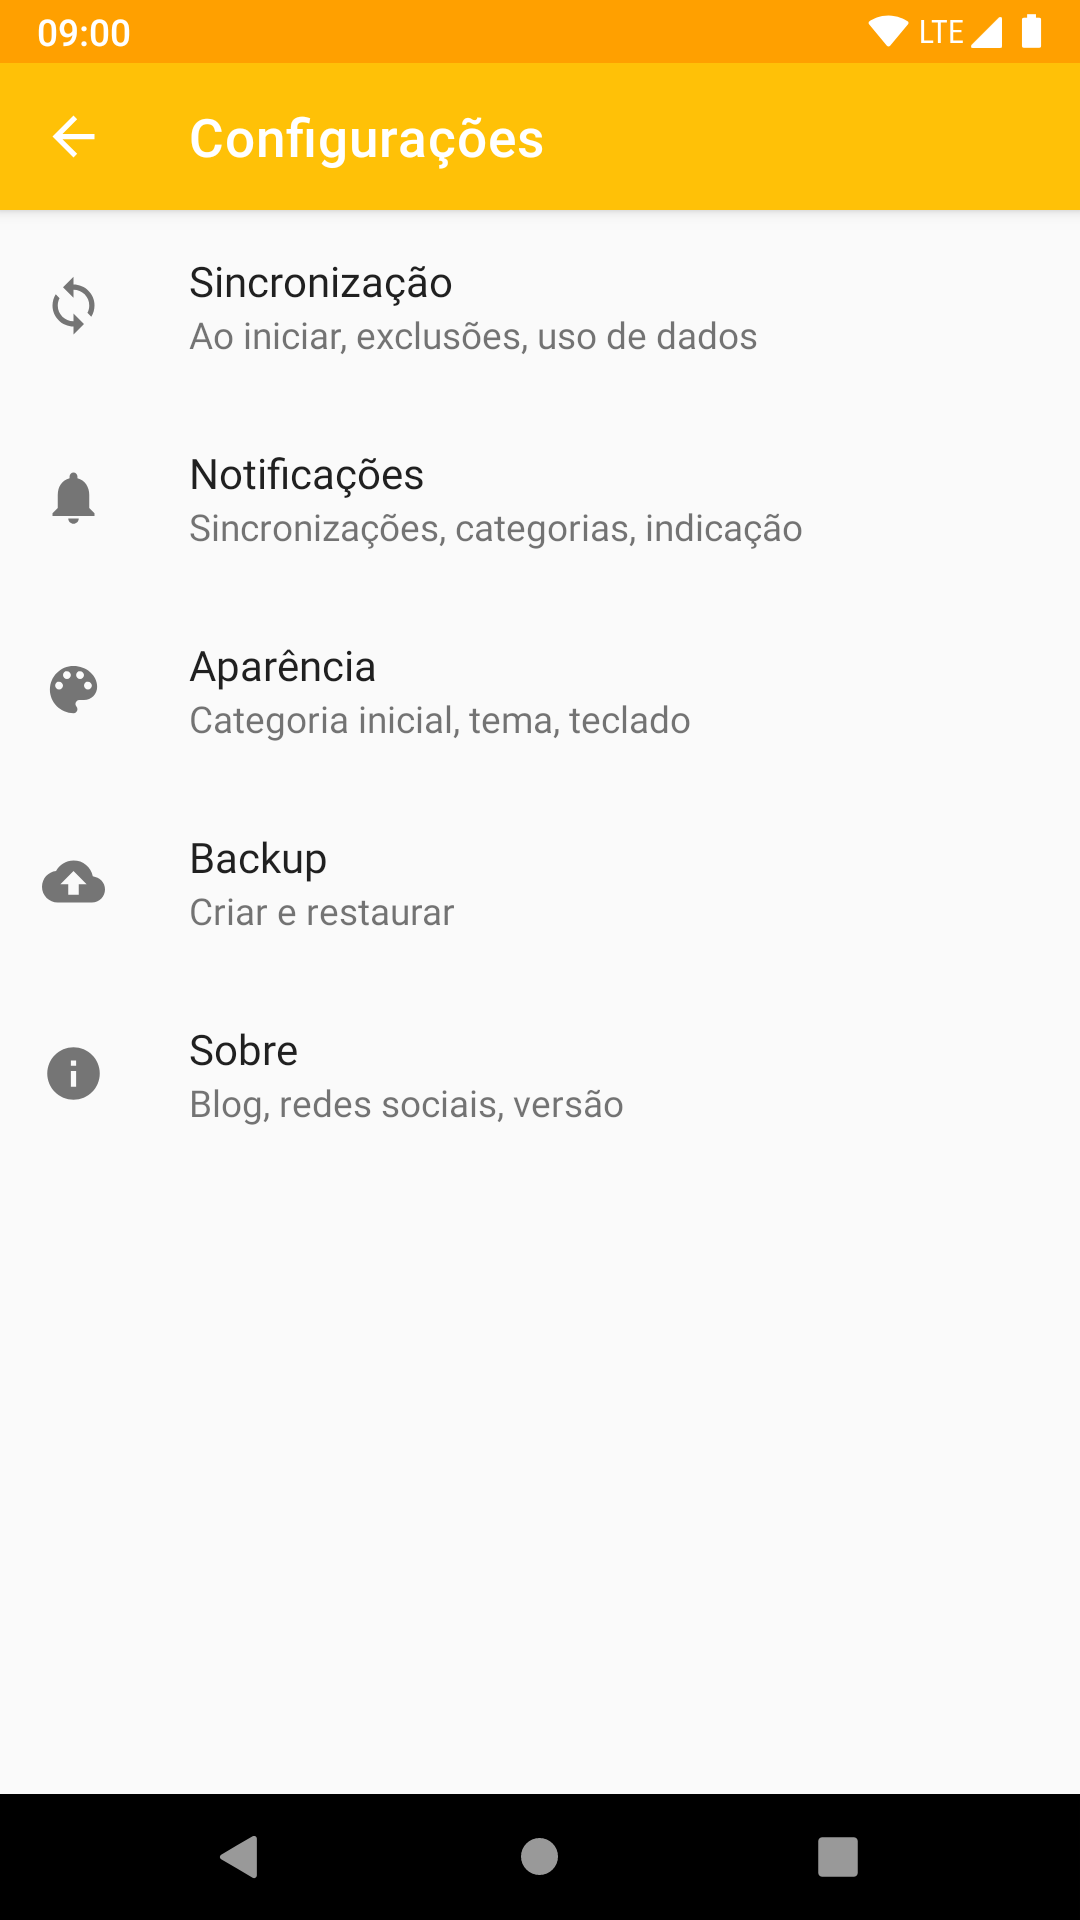 09:00 LTE
Configurações
Sincronização
Ao iniciar, exclusões, uso de dados
Notificações
Sincronizações, categorias, indicação
Aparência
Categoria inicial, tema, teclado
Backup
Criar e restaurar
Sobre
Blog, redes sociais, versão